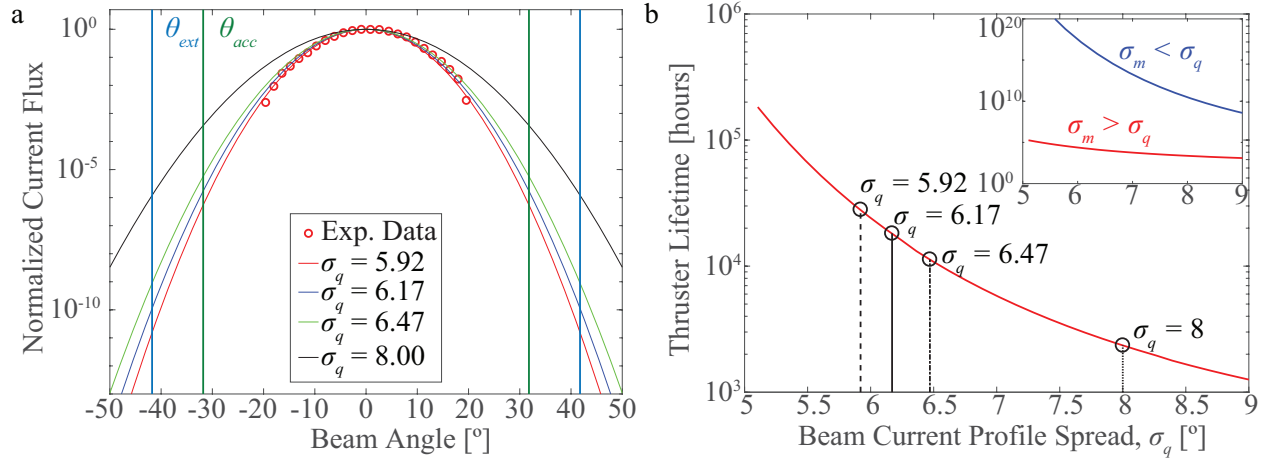 a
10⁰
10⁻⁵
10⁻¹⁰
Normalized Current Flux
θext
θacc
Exp. Data
σq = 5.92
σq = 6.17
σq = 6.47
σq = 8.00
-50 -40 -30 -20 -10 0 10 20 30 40 50
Beam Angle [º]
b
10⁶
10⁵
10⁴
10³
Thruster Lifetime [hours]
σq = 5.92
σq = 6.17
σq = 6.47
σq = 8
5 5.5 6 6.5 7 7.5 8 8.5 9
Beam Current Profile Spread, σq [º]
10²⁰
10¹⁰
10⁰
σm < σq
σm > σq
5 6 7 8 9